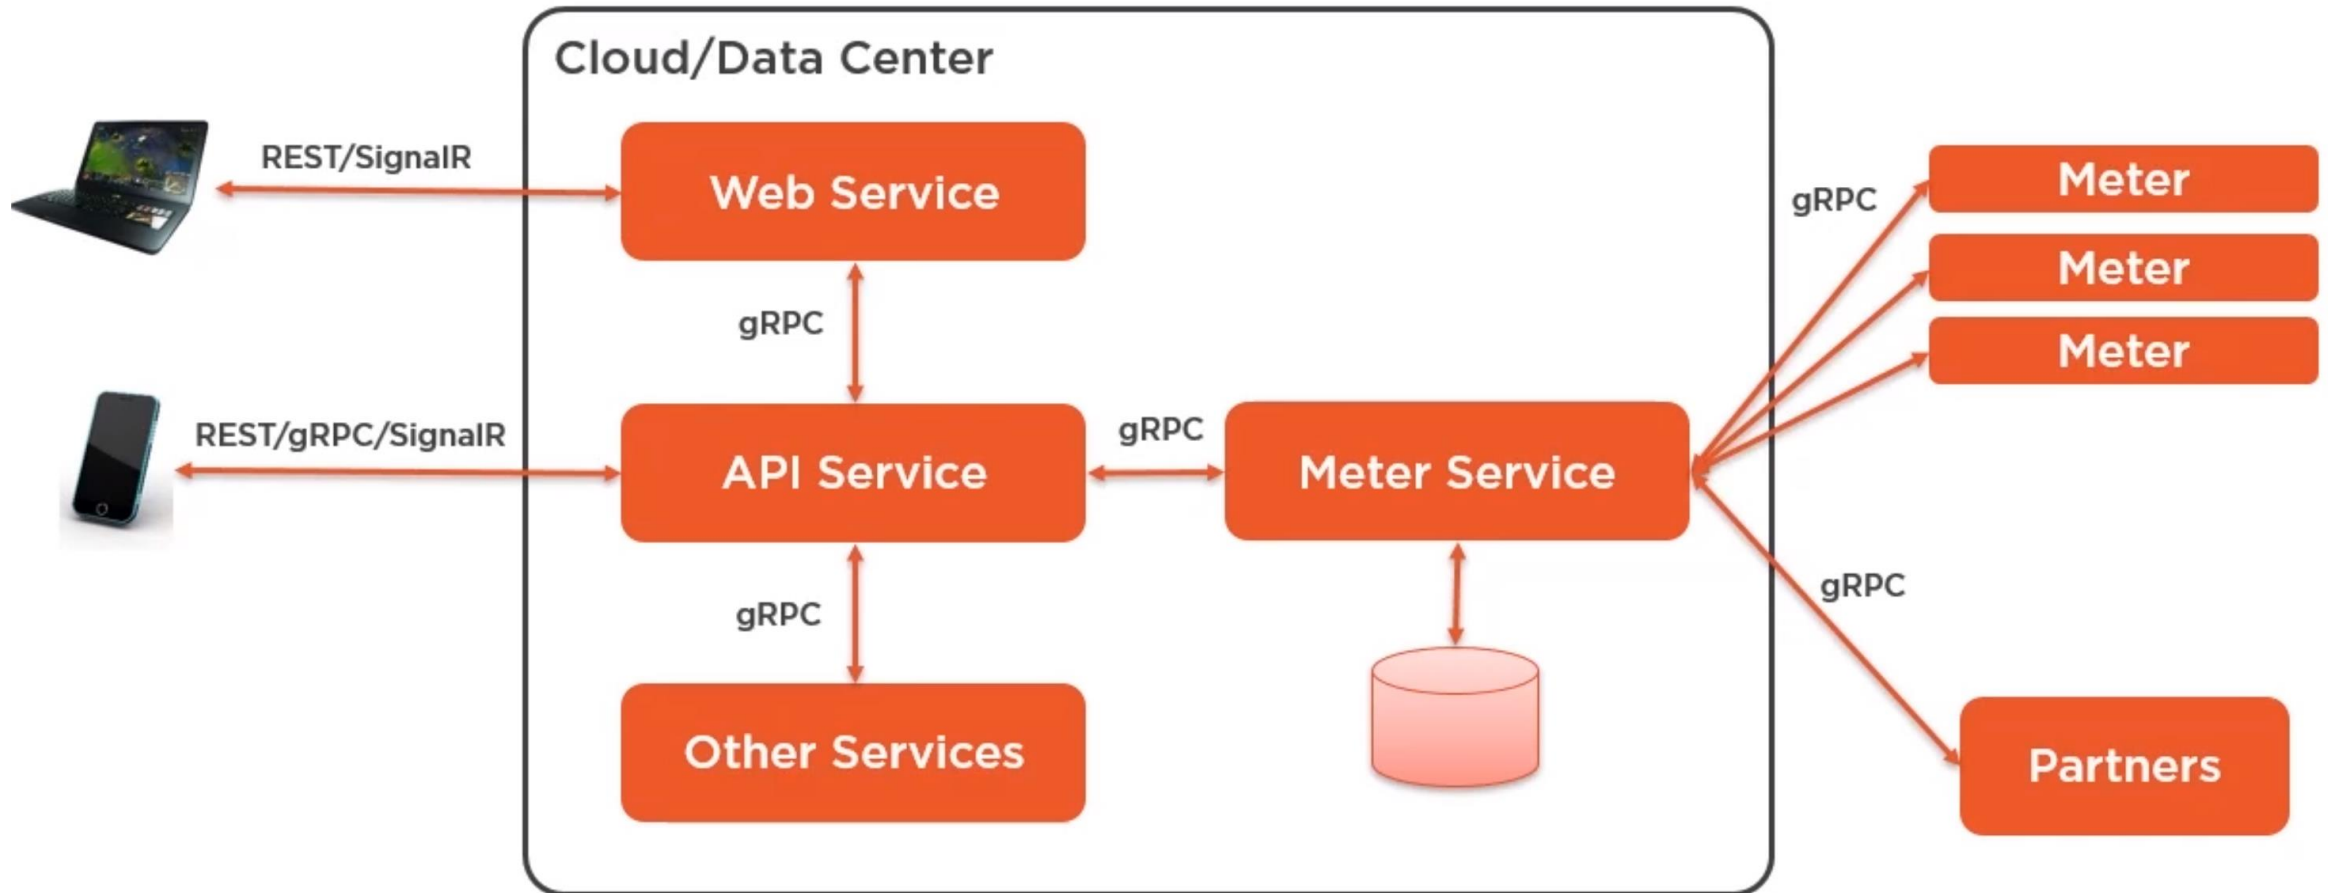 Cloud/Data Center
REST/SignalR
Web Service
gRPC
Meter
Meter
Meter
gRPC
REST/gRPC/SignalR
API Service
gRPC
Meter Service
gRPC
gRPC
Other Services
Partners